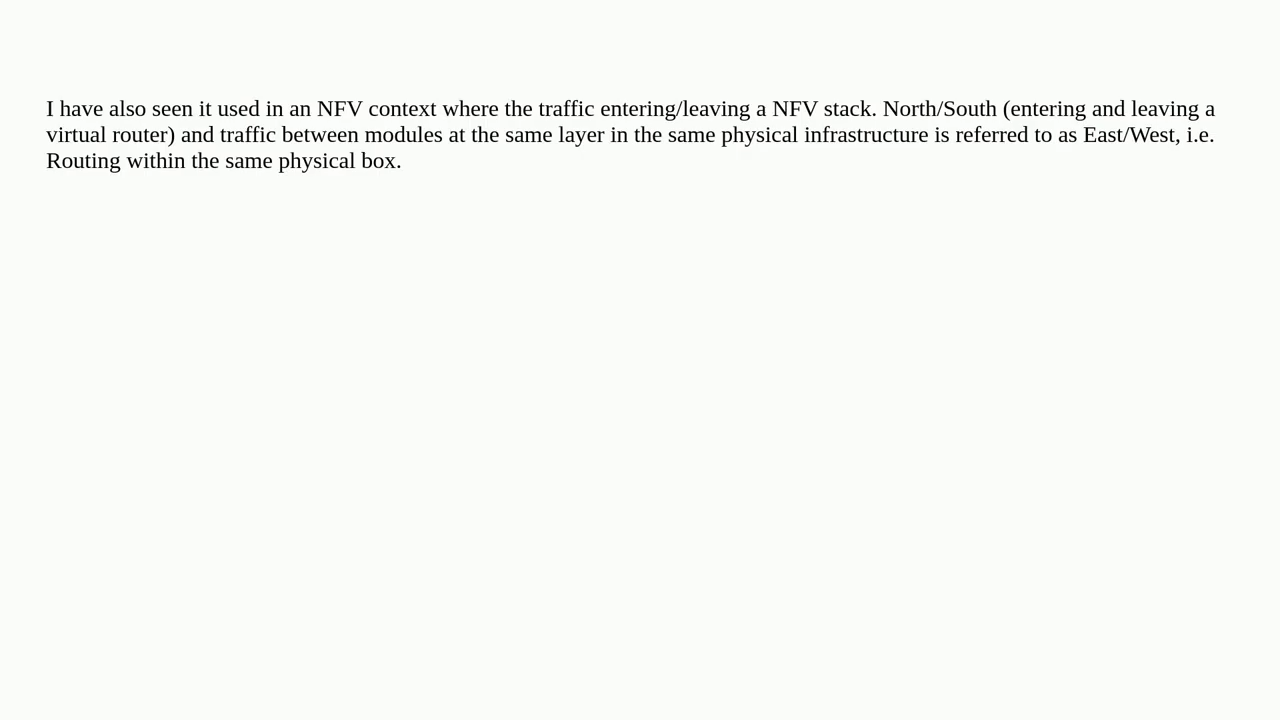 I have also seen it used in an NFV context where the traffic entering/leaving a NFV stack. North/South (entering and leaving a
virtual router) and traffic between modules at the same layer in the same physical infrastructure is referred to as East/West, i.e.
Routing within the same physical box.